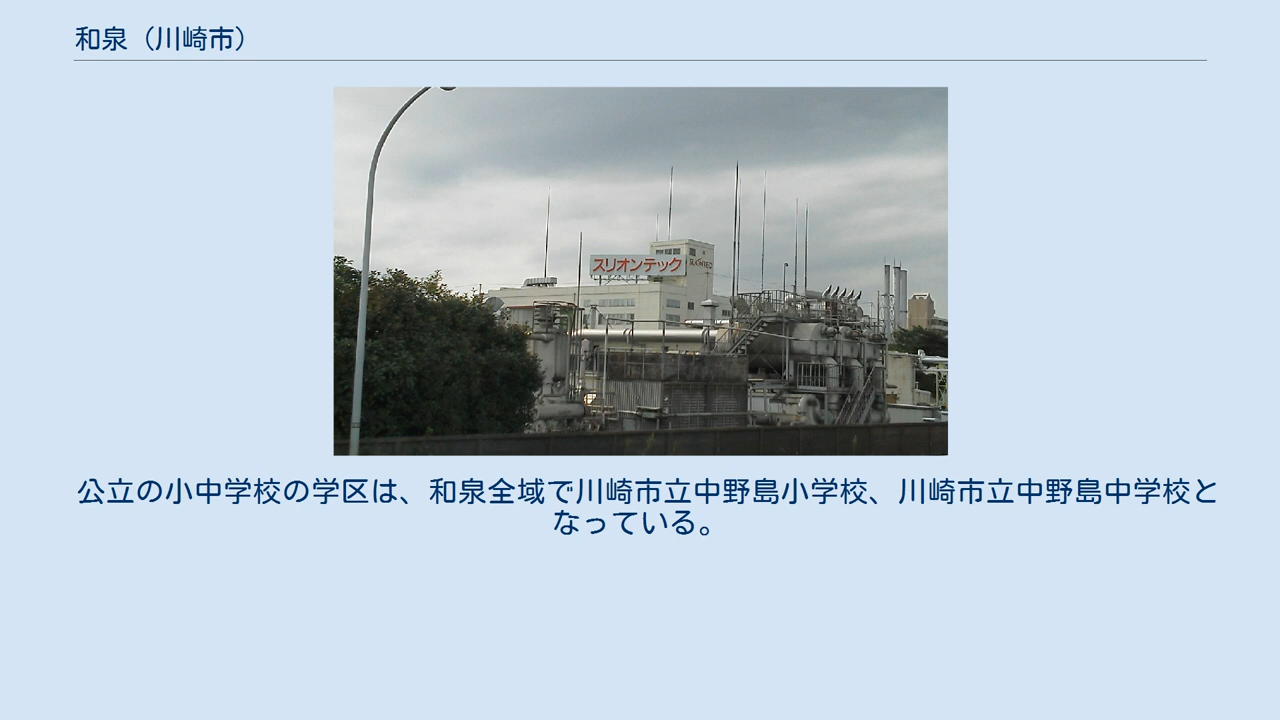 和泉（川崎市）
スリオンテック
公立の小中学校の学区は、和泉全域で川崎市立中野島小学校、川崎市立中野島中学校と
なっている。